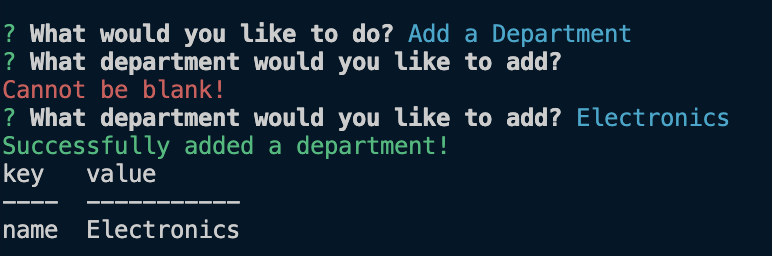 ? What would you like to do? Add a Department
? What department would you like to add?
Cannot be blank!
? What department would you like to add? Electronics
Successfully added a department!
key   value
----  -----------
name  Electronics